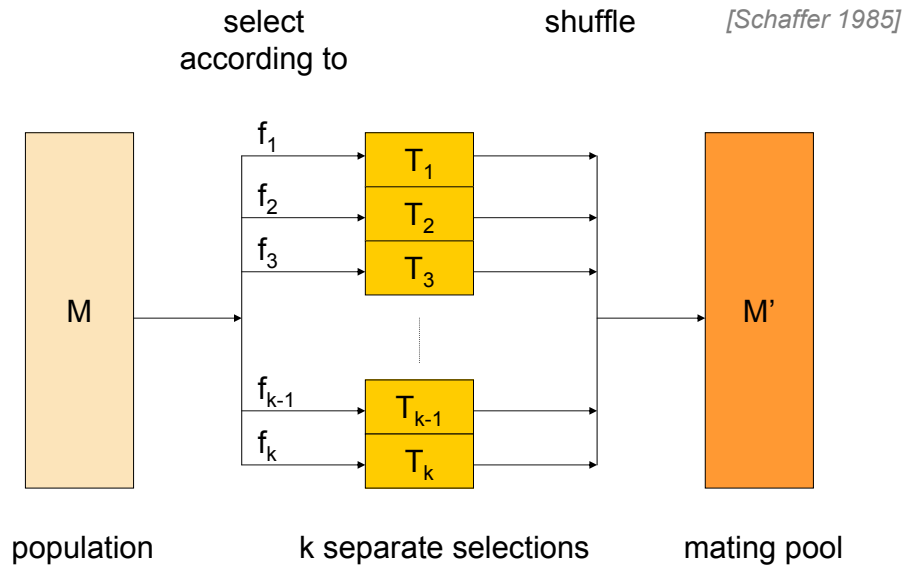 select
according to
shuffle
[Schaffer 1985]
f₁
T₁
f₂
T₂
f₃
T₃
M
M’
fₖ₋₁
Tₖ₋₁
fₖ
Tₖ
population
k separate selections
mating pool